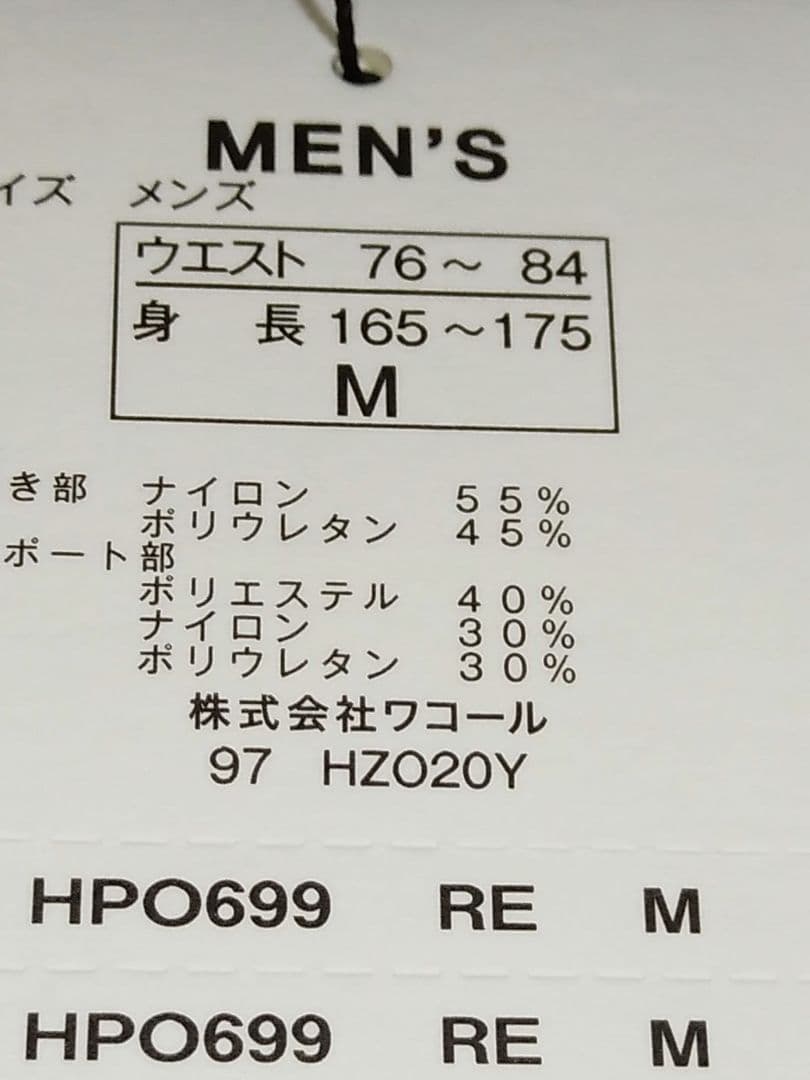 MEN'S
イズ メンズ
ウエスト 76～84
身長 165～175
M
き部 ナイロン 55%
ポリウレタン 45%
ポート部
ポリエステル 40%
ナイロン 30%
ポリウレタン 30%
株式会社ワコール
97 HZO20Y
HPO699 RE M
HPO699 RE M